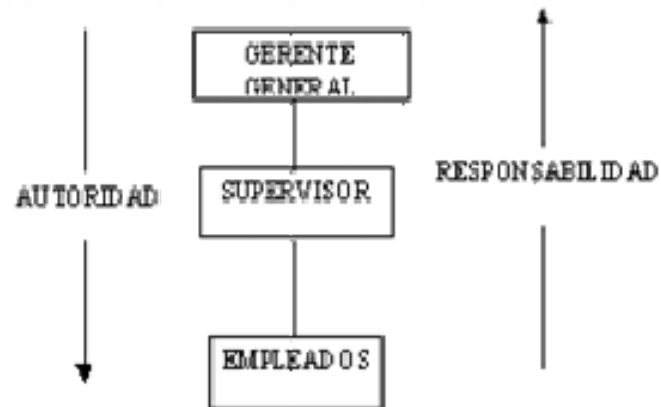 GERENTE
GENERAL
AUTORIDAD
SUPERVISOR
RESPONSABILIDAD
EMPLEADOS